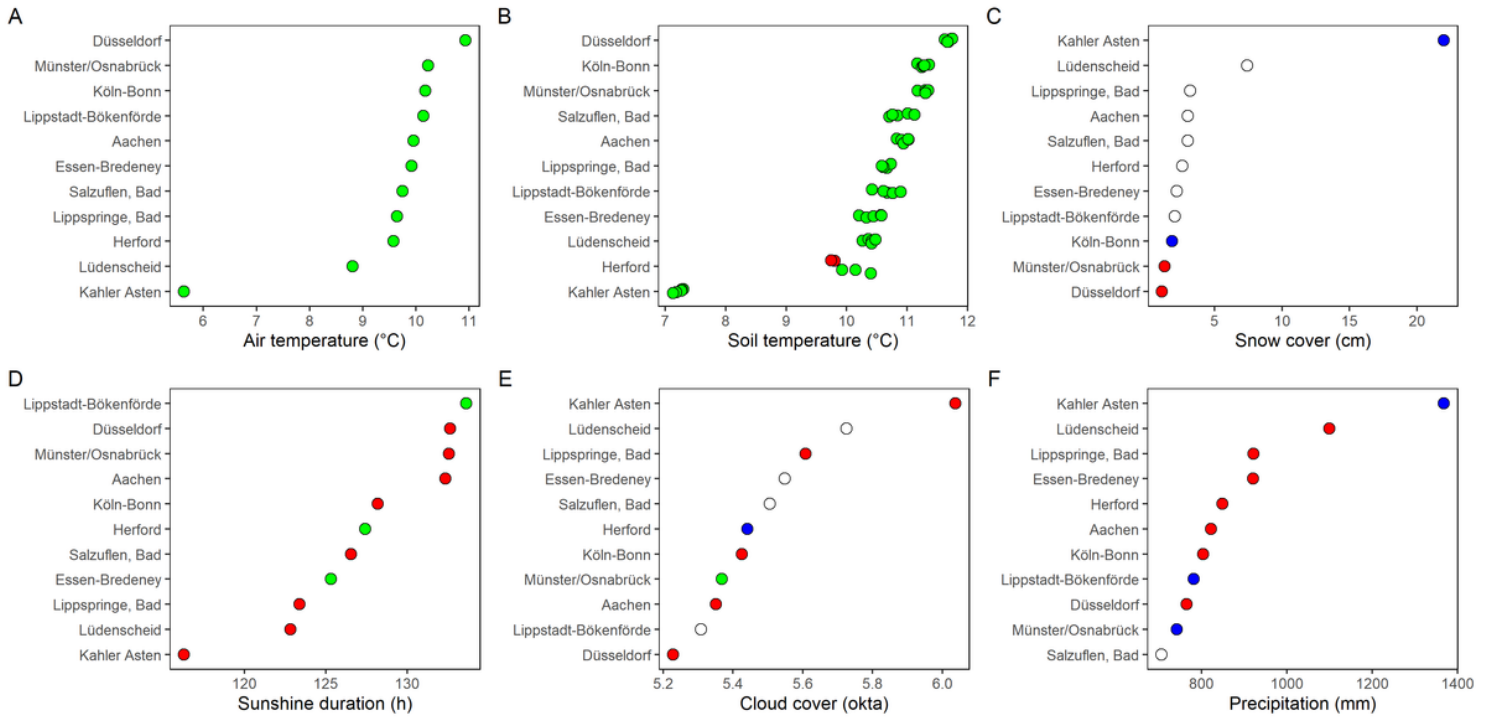 A
Düsseldorf
Münster/Osnabrück
Köln-Bonn
Lippstadt-Bökenförde
Aachen
Essen-Bredeney
Salzuflen, Bad
Lippspringe, Bad
Herford
Lüdenscheid
Kahler Asten
6 7 8 9 10 11
Air temperature (°C)
B
Düsseldorf
Köln-Bonn
Münster/Osnabrück
Salzuflen, Bad
Aachen
Lippspringe, Bad
Lippstadt-Bökenförde
Essen-Bredeney
Lüdenscheid
Herford
Kahler Asten
7 8 9 10 11 12
Soil temperature (°C)
C
Kahler Asten
Lüdenscheid
Lippspringe, Bad
Aachen
Salzuflen, Bad
Herford
Essen-Bredeney
Lippstadt-Bökenförde
Köln-Bonn
Münster/Osnabrück
Düsseldorf
5 10 15 20
Snow cover (cm)
D
Lippstadt-Bökenförde
Düsseldorf
Münster/Osnabrück
Aachen
Köln-Bonn
Herford
Salzuflen, Bad
Essen-Bredeney
Lippspringe, Bad
Lüdenscheid
Kahler Asten
120 125 130
Sunshine duration (h)
E
Kahler Asten
Lüdenscheid
Lippspringe, Bad
Essen-Bredeney
Salzuflen, Bad
Herford
Köln-Bonn
Münster/Osnabrück
Aachen
Lippstadt-Bökenförde
Düsseldorf
5.2 5.4 5.6 5.8 6.0
Cloud cover (okta)
F
Kahler Asten
Lüdenscheid
Lippspringe, Bad
Essen-Bredeney
Herford
Aachen
Köln-Bonn
Lippstadt-Bökenförde
Düsseldorf
Münster/Osnabrück
Salzuflen, Bad
800 1000 1200 1400
Precipitation (mm)